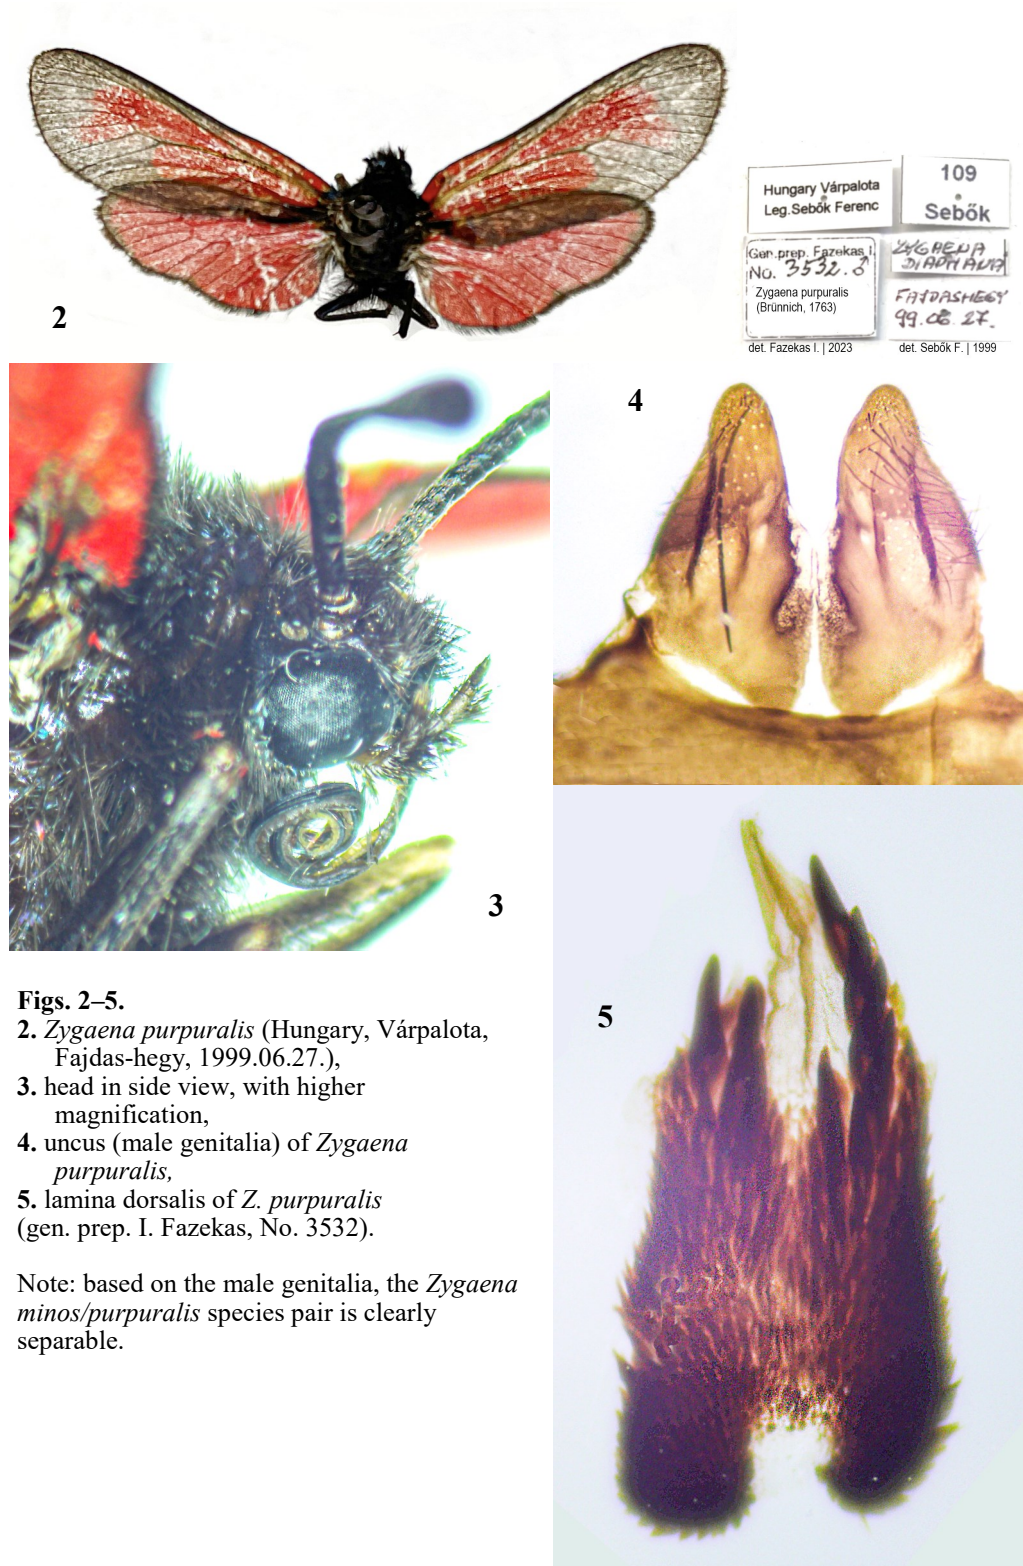 Hungary Várpalota
Leg.Sebők Ferenc
109
Sebők
Gen.prep. Fazekas i.
No. 3532.♂
Zygaena purpuralis
(Brünnich, 1763)
det. Fazekas I. | 2023
ZYGAENA
DIAPHANA
FAJDASHEGY
99.06.27.
det. Sebők F. | 1999
2
3
4
5
Figs. 2–5.
2. Zygaena purpuralis (Hungary, Várpalota,
Fajdas-hegy, 1999.06.27.),
3. head in side view, with higher
magnification,
4. uncus (male genitalia) of Zygaena
purpuralis,
5. lamina dorsalis of Z. purpuralis
(gen. prep. I. Fazekas, No. 3532).
Note: based on the male genitalia, the Zygaena
minos/purpuralis species pair is clearly
separable.